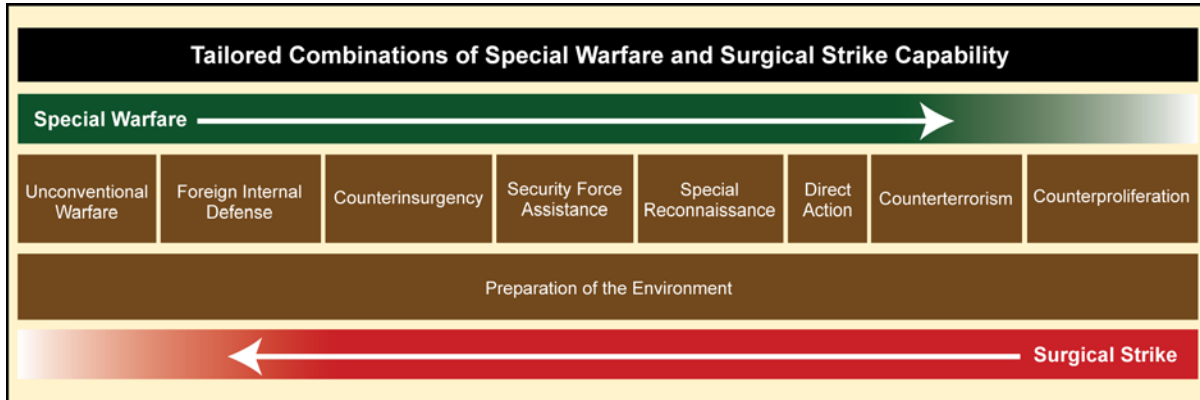 Tailored Combinations of Special Warfare and Surgical Strike Capability
Special Warfare
Unconventional
Warfare
Foreign Internal
Defense
Counterinsurgency
Security Force
Assistance
Special
Reconnaissance
Direct
Action
Counterterrorism
Counterproliferation
Preparation of the Environment
Surgical Strike